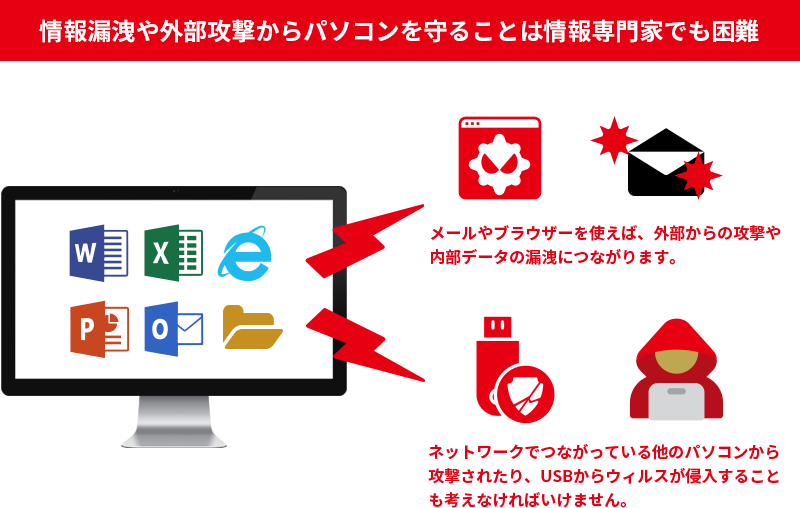 情報漏洩や外部攻撃からパソコンを守ることは情報専門家でも困難
W
X
e
P
O
メールやブラウザーを使えば、外部からの攻撃や
内部データの漏洩につながります。
ネットワークでつながっている他のパソコンから
攻撃されたり、USBからウィルスが侵入すること
も考えなければいけません。